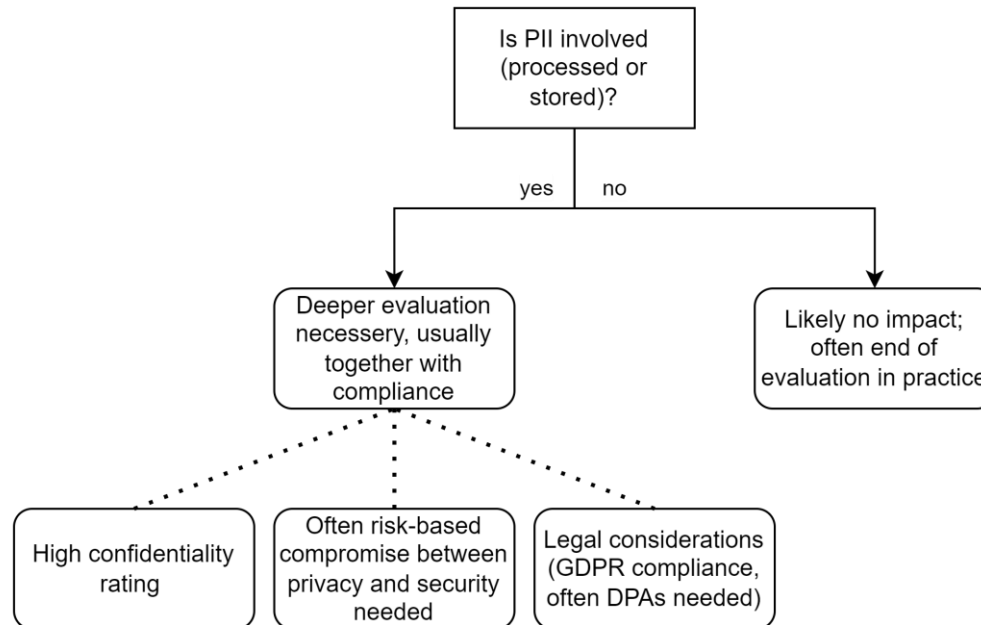 Is PII involved
(processed or
stored)?
yes
no
Deeper evaluation
necessery, usually
together with
compliance
Likely no impact;
often end of
evaluation in practice
High confidentiality
rating
Often risk-based
compromise between
privacy and security
needed
Legal considerations
(GDPR compliance,
often DPAs needed)